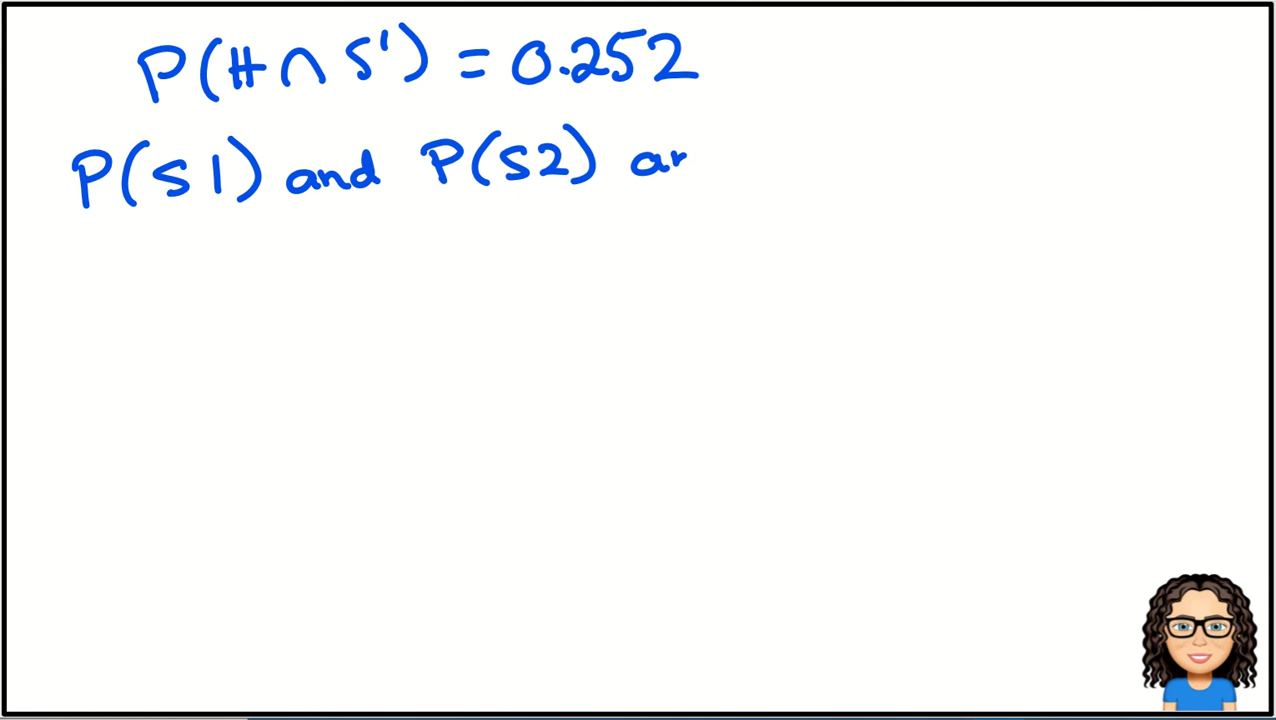 P(H∩S') = 0.252
P(S1) and P(S2) ar